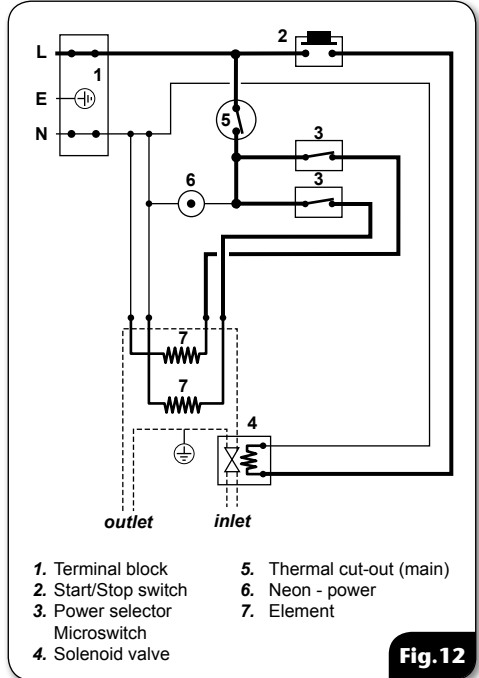 2
L
1
E
5
3
N
6
3
7
7
4
outlet
inlet
1. Terminal block
2. Start/Stop switch
3. Power selector
Microswitch
4. Solenoid valve
5. Thermal cut-out (main)
6. Neon - power
7. Element
Fig.12